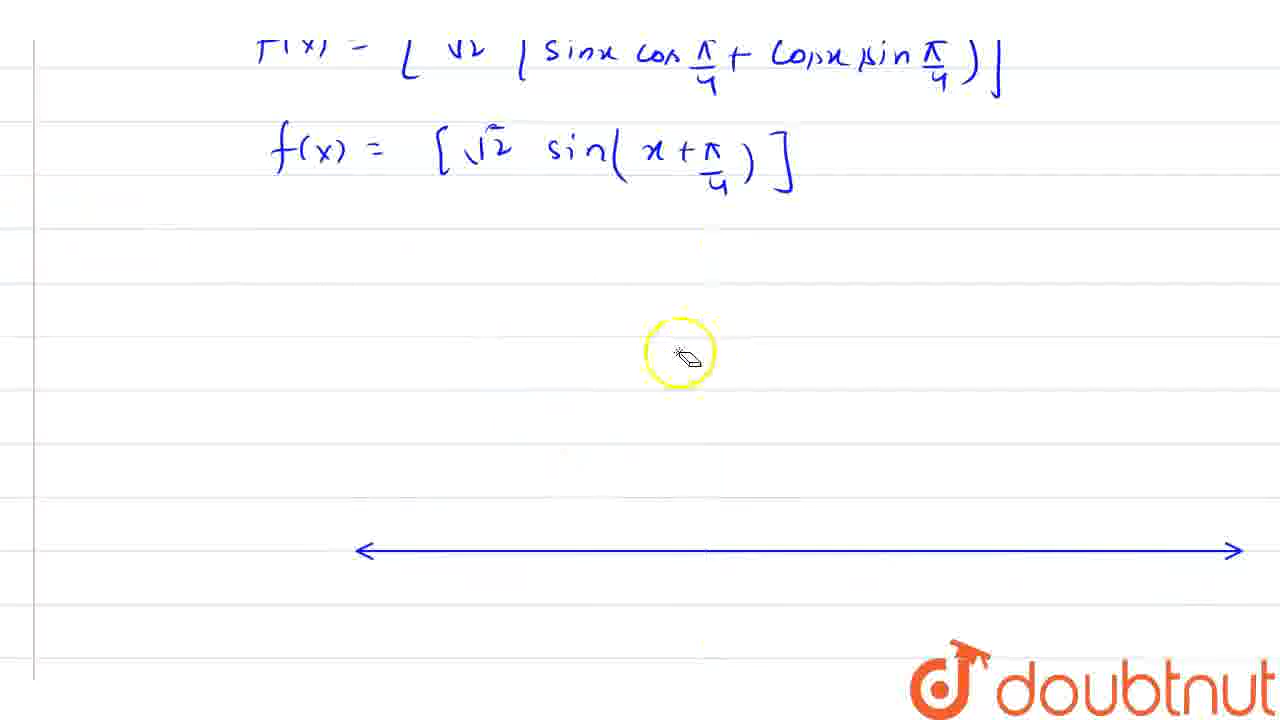 f(x) = [ √2 ( sinx cos π/4 + cosx sin π/4 ) ]
f(x) = [ √2 sin( x + π/4 ) ]
doubtnut